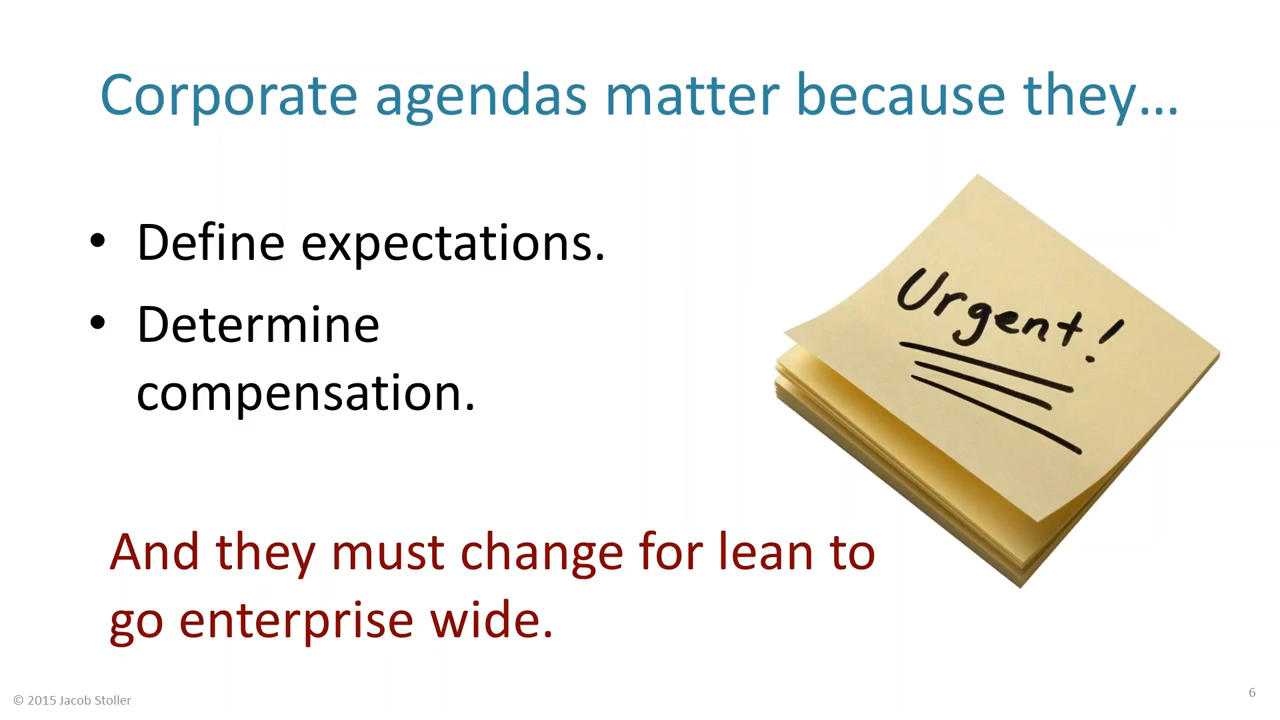 Corporate agendas matter because they…
• Define expectations.
• Determine
compensation.
Urgent!
And they must change for lean to
go enterprise wide.
© 2015 Jacob Stoller
6